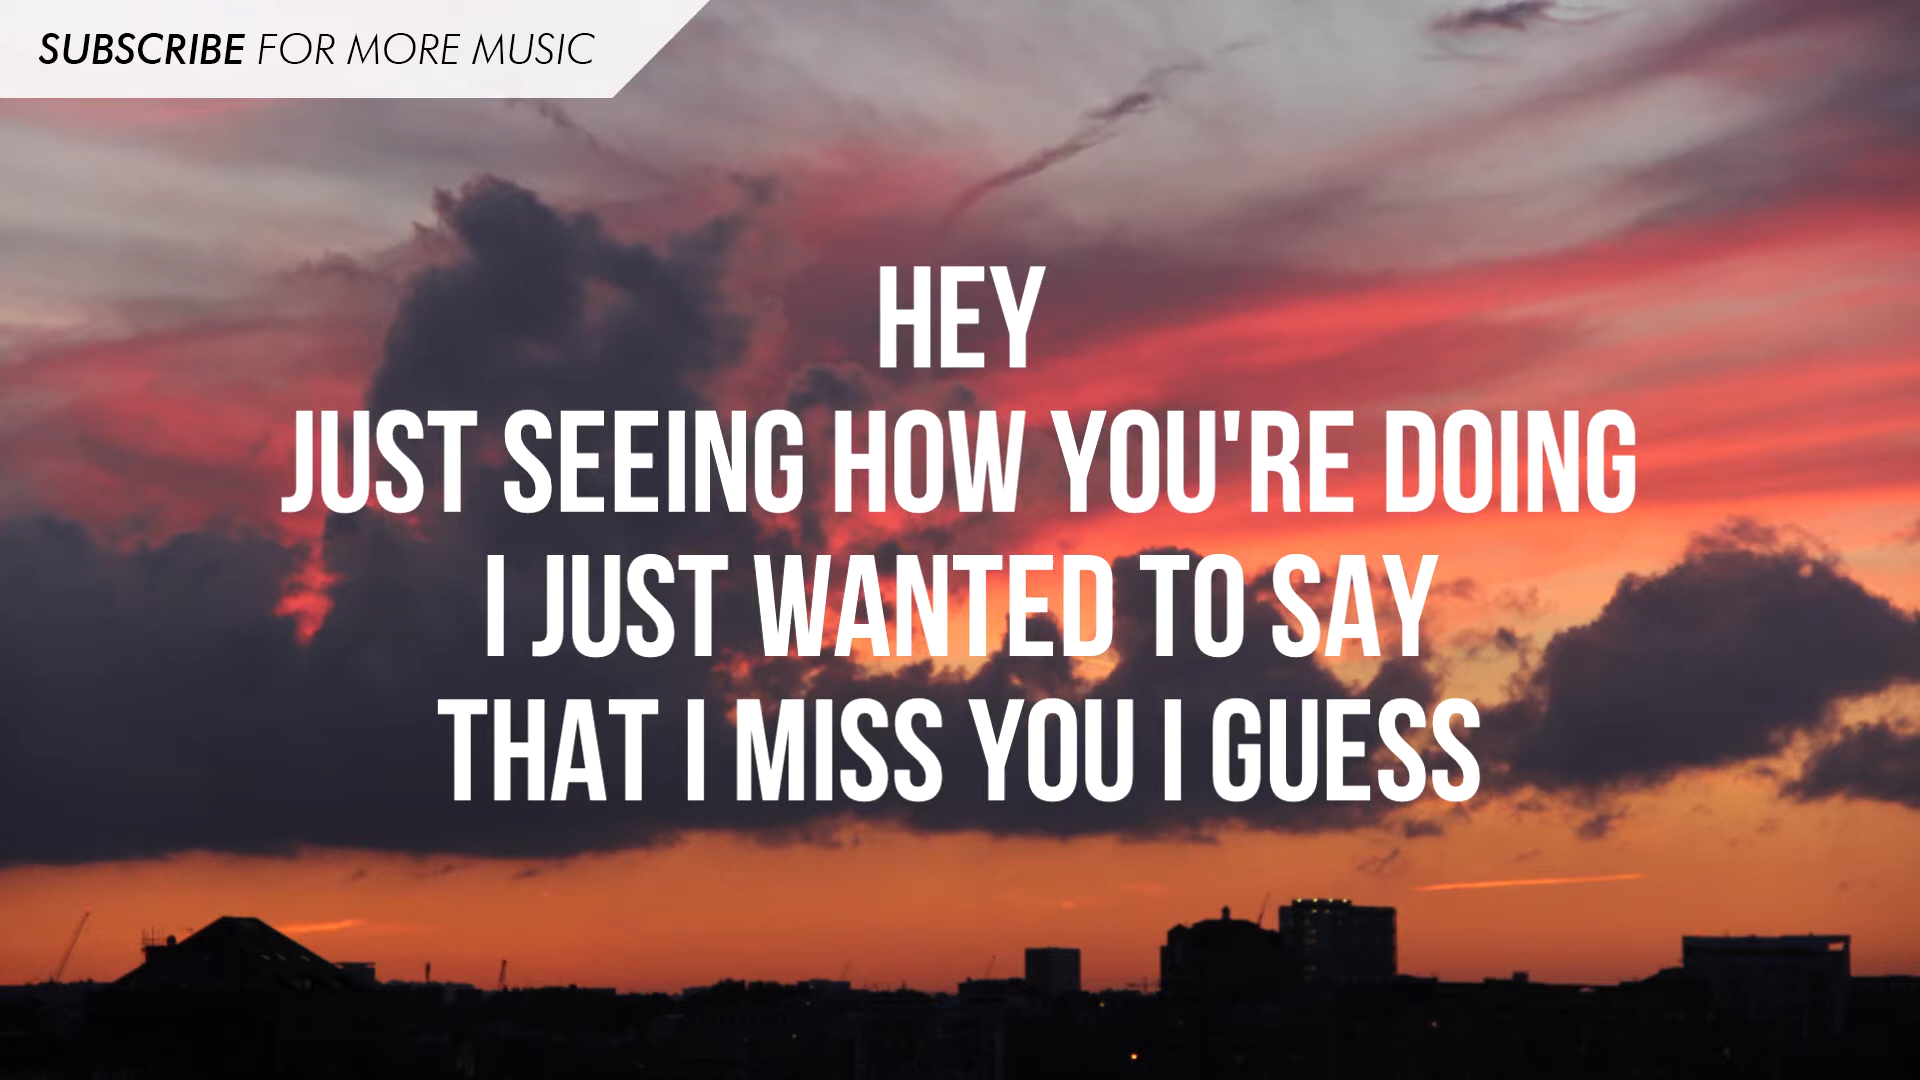 SUBSCRIBE FOR MORE MUSIC
HEY
JUST SEEING HOW YOU'RE DOING
I JUST WANTED TO SAY
THAT I MISS YOU I GUESS